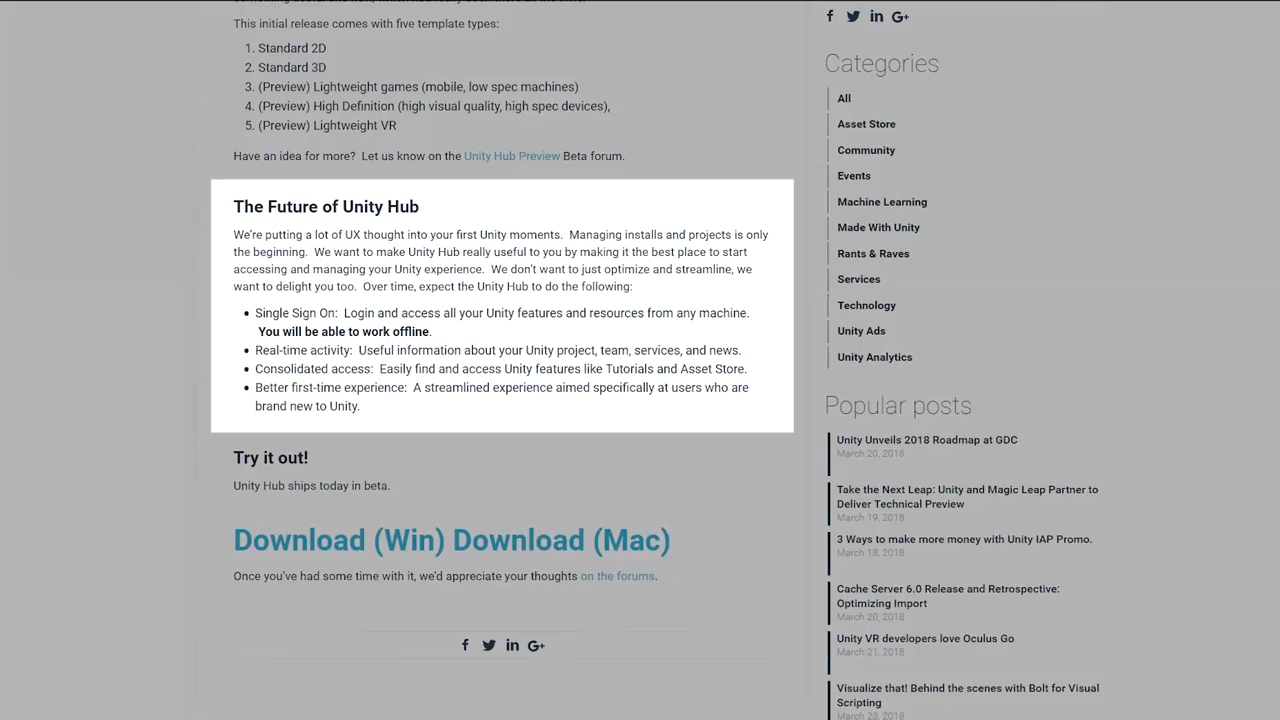 This initial release comes with five template types:
1. Standard 2D
2. Standard 3D
3. (Preview) Lightweight games (mobile, low spec machines)
4. (Preview) High Definition (high visual quality, high spec devices),
5. (Preview) Lightweight VR
Have an idea for more?  Let us know on the Unity Hub Preview Beta forum.
The Future of Unity Hub
We're putting a lot of UX thought into your first Unity moments.  Managing installs and projects is only
the beginning.  We want to make Unity Hub really useful to you by making it the best place to start
accessing and managing your Unity experience.  We don't want to just optimize and streamline, we
want to delight you too.  Over time, expect the Unity Hub to do the following:
• Single Sign On:  Login and access all your Unity features and resources from any machine.
You will be able to work offline.
• Real-time activity:  Useful information about your Unity project, team, services, and news.
• Consolidated access:  Easily find and access Unity features like Tutorials and Asset Store.
• Better first-time experience:  A streamlined experience aimed specifically at users who are
brand new to Unity.
Try it out!
Unity Hub ships today in beta.
Download (Win) Download (Mac)
Once you've had some time with it, we'd appreciate your thoughts on the forums.
Categories
All
Asset Store
Community
Events
Machine Learning
Made With Unity
Rants & Raves
Services
Technology
Unity Ads
Unity Analytics
Popular posts
Unity Unveils 2018 Roadmap at GDC
March 20, 2018
Take the Next Leap: Unity and Magic Leap Partner to
Deliver Technical Preview
March 19, 2018
3 Ways to make more money with Unity IAP Promo.
March 18, 2018
Cache Server 6.0 Release and Retrospective:
Optimizing Import
March 20, 2018
Unity VR developers love Oculus Go
March 21, 2018
Visualize that! Behind the scenes with Bolt for Visual
Scripting
March 23, 2018